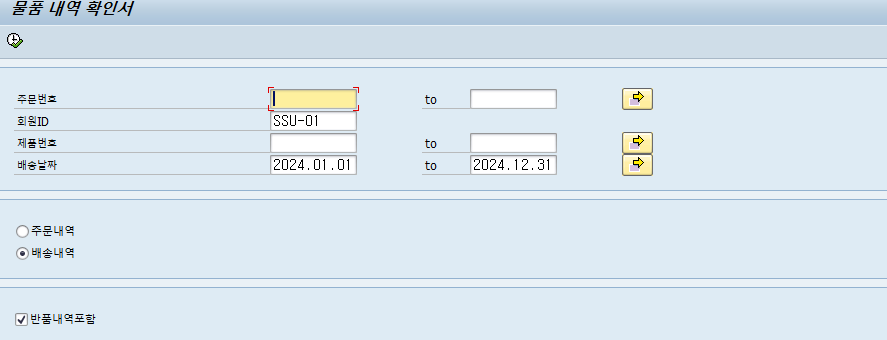 물품 내역 확인서
주문번호 to
회원ID SSU-01
제품번호 to
배송날짜 2024.01.01 to 2024.12.31
주문내역
배송내역
반품내역포함